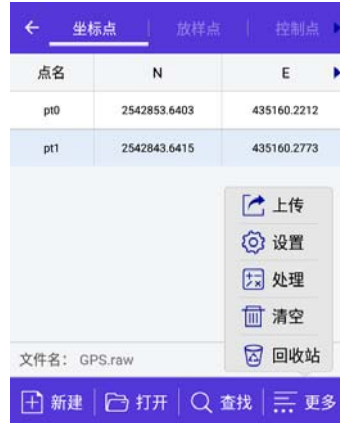 坐标点 放样点 控制点
点名 N E
pt0 2542853.6403 435160.2212
pt1 2542843.6415 435160.2773
上传
设置
处理
清空
回收站
文件名： GPS.raw
新建 打开 查找 更多